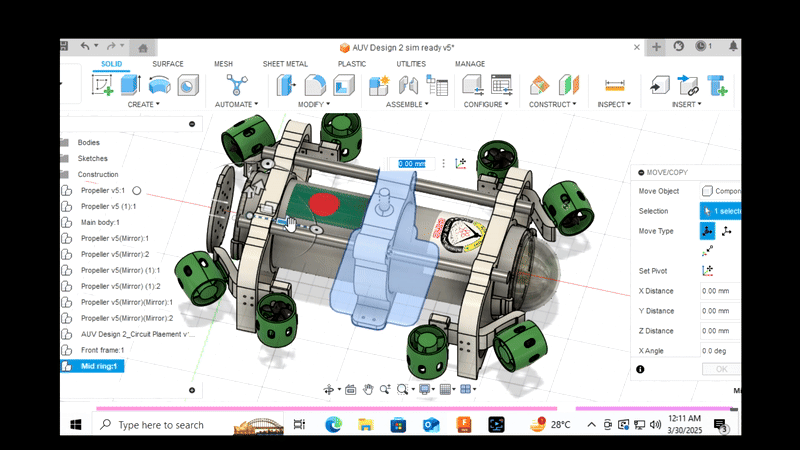 AUV Design 2 sim ready v5*
1
SOLID SURFACE MESH SHEET METAL PLASTIC UTILITIES MANAGE
CREATE AUTOMATE MODIFY ASSEMBLE CONFIGURE CONSTRUCT INSPECT INSERT
Bodies
Sketches
Construction
Propeller v5:1
Propeller v5 (1):1
Main body:1
Propeller v5(Mirror):1
Propeller v5(Mirror):2
Propeller v5(Mirror) (1):1
Propeller v5(Mirror) (1):2
Propeller v5(Mirror)(Mirror):1
Propeller v5(Mirror)(Mirror):2
AUV Design 2_Circuit Plaement v'...
Front frame:1
Mid ring:1
0.00 mm
MOVE/COPY
Move Object Compon
Selection 1 selecti
Move Type
Set Pivot
X Distance 0.00 mm
Y Distance 0.00 mm
Z Distance 0.00 mm
X Angle 0.0 deg
OK
Mi
Type here to search
28°C
12:11 AM
3/30/2025
3